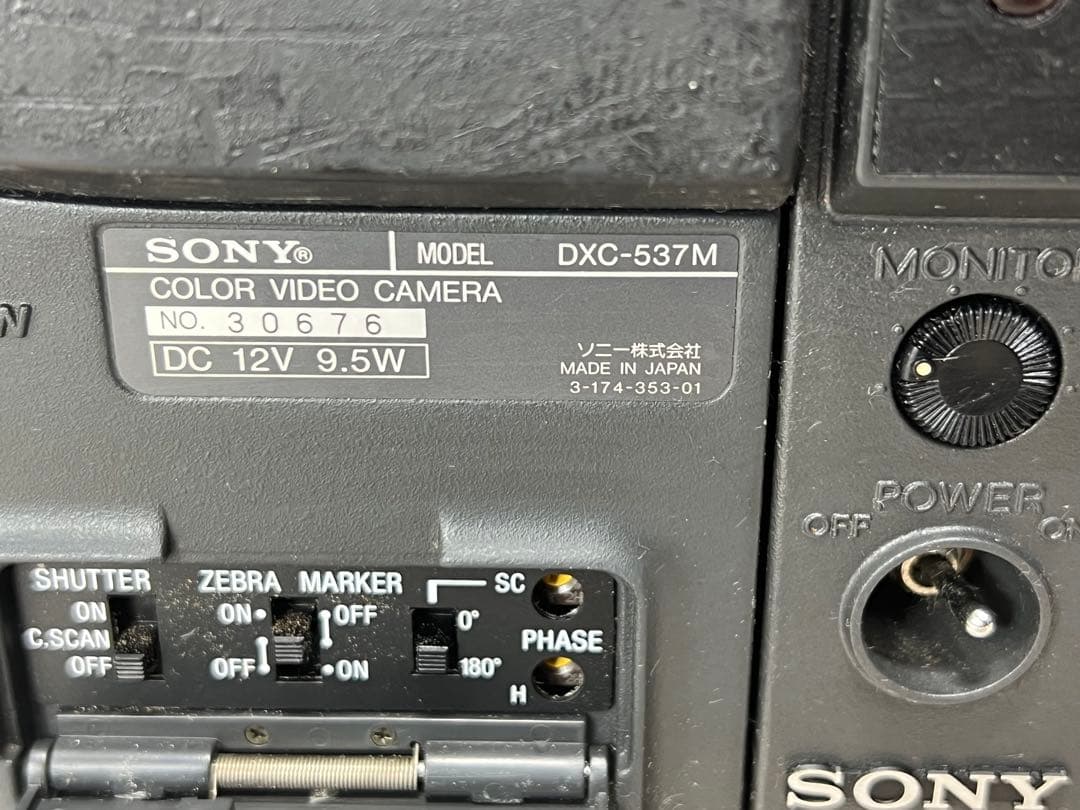 SONY® MODEL DXC-537M
COLOR VIDEO CAMERA
NO. 30676
DC 12V 9.5W
ソニー株式会社
MADE IN JAPAN
3-174-353-01
N
MONITO
POWER
OFF ON
SHUTTER
ON
C.SCAN
OFF
ZEBRA MARKER
ON OFF
OFF ON
SC
0°
180°
PHASE
H
SONY